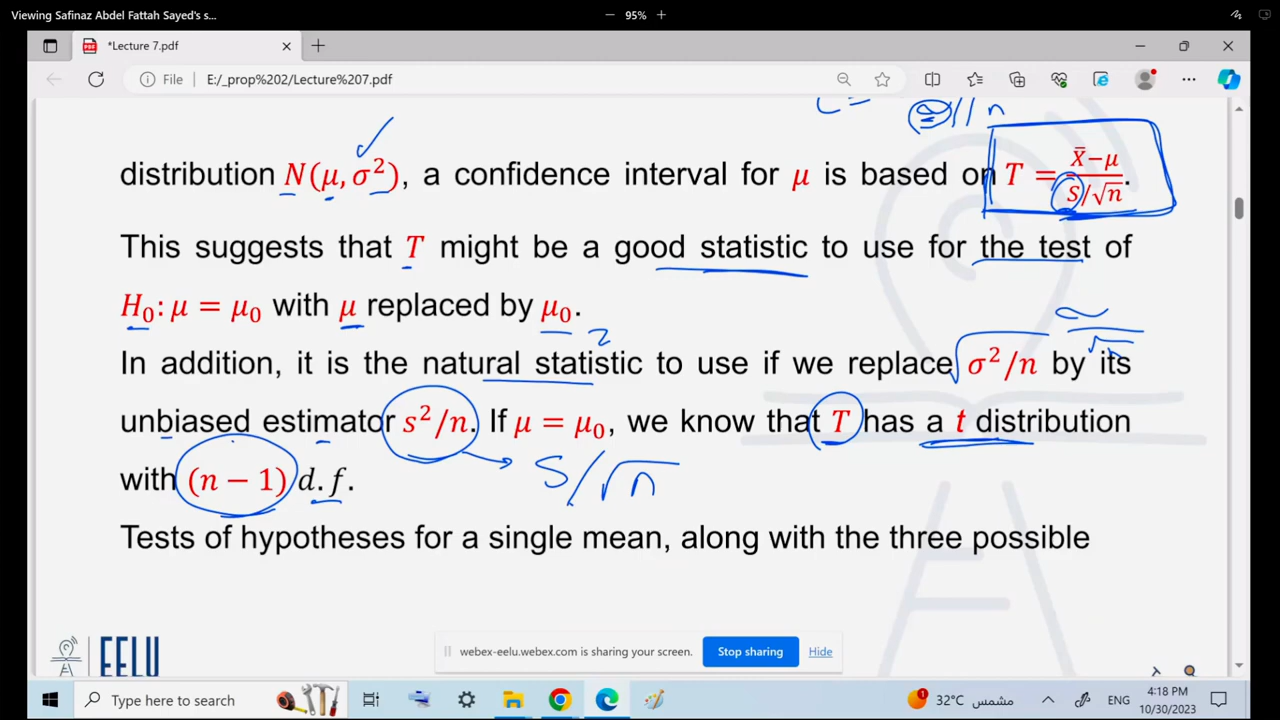 Viewing Safinaz Abdel Fattah Sayed's s...
95%
*Lecture 7.pdf
File E:/_prop%202/Lecture%207.pdf
n
distribution N(μ, σ²), a confidence interval for μ is based on T = X̄−μ / S/√n.
This suggests that T might be a good statistic to use for the test of
H₀: μ = μ₀ with μ replaced by μ₀.
2
In addition, it is the natural statistic to use if we replace σ²/n by its
unbiased estimator s²/n. If μ = μ₀, we know that T has a t distribution
with (n − 1) d.f.
S/√n
Tests of hypotheses for a single mean, along with the three possible
EELU
webex-eelu.webex.com is sharing your screen. Stop sharing Hide
Type here to search
1 32°C مشمس ENG 4:18 PM
10/30/2023